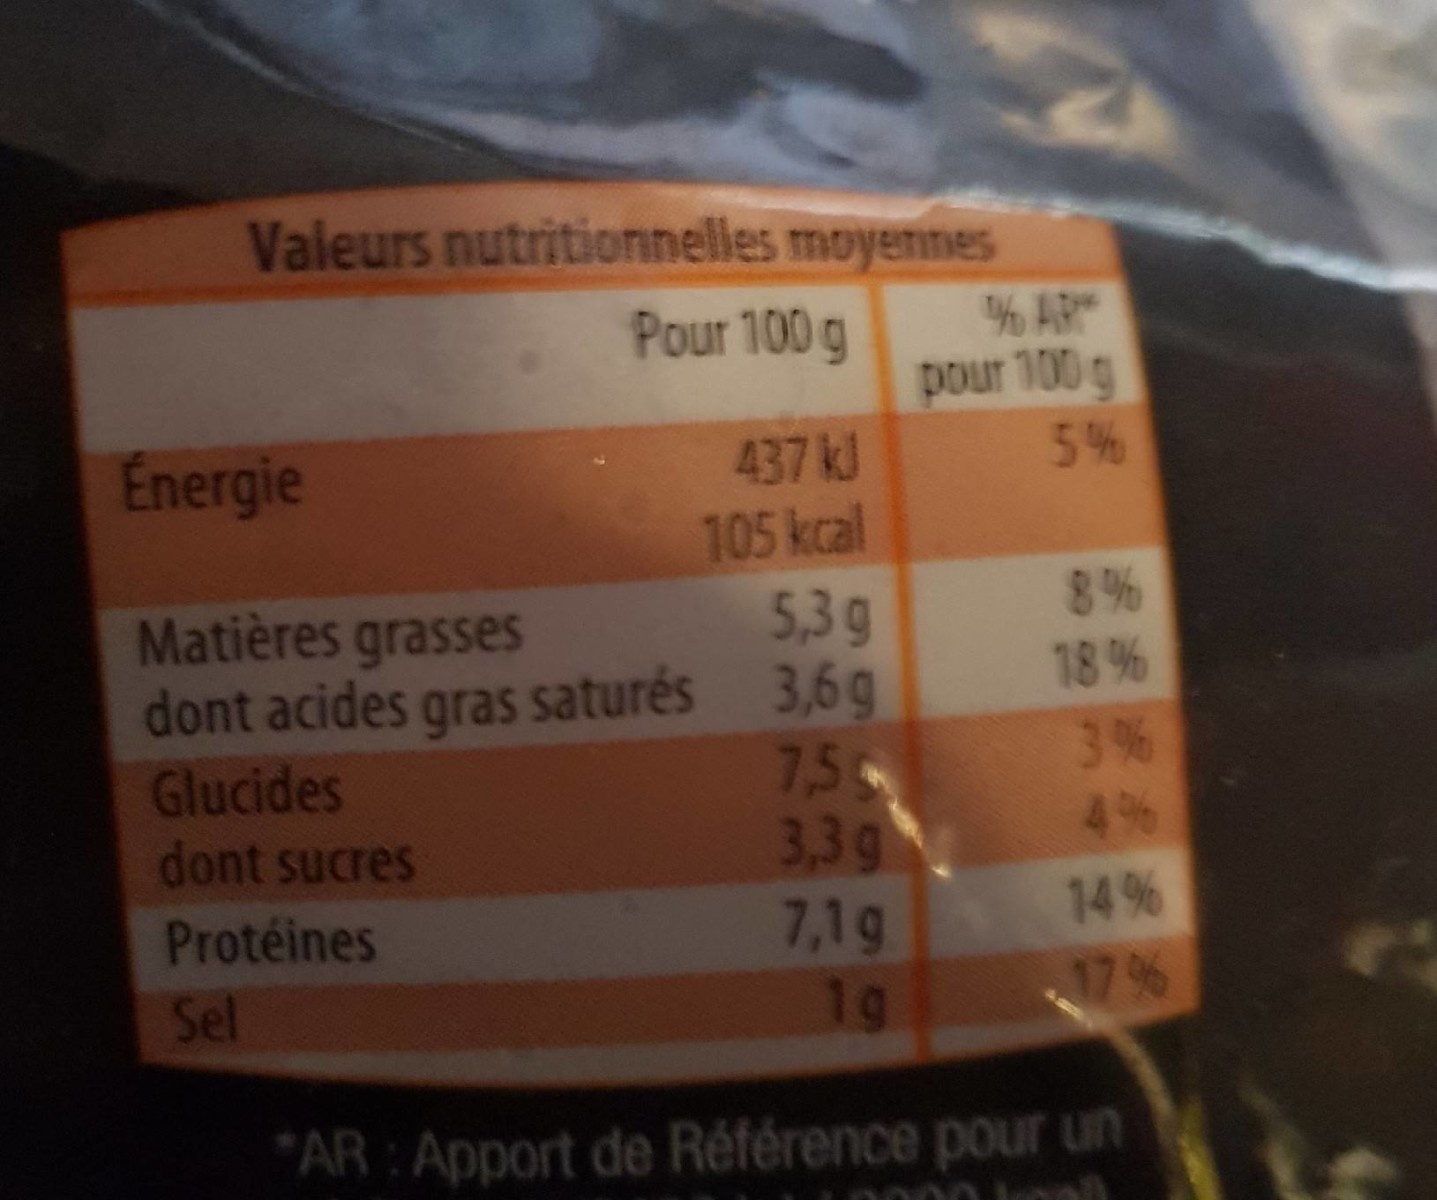 Valeurs nutritionnelles moyennes
Pour 100 g
% AR*
pour 100 g
Énergie 437 kJ 5 %
105 kcal
Matières grasses 5,3 g 8 %
dont acides gras saturés 3,6 g 18 %
Glucides 7,5 g 3 %
dont sucres 3,3 g 4 %
Protéines 7,1 g 14 %
Sel 1 g 17 %
*AR : Apport de Référence pour un